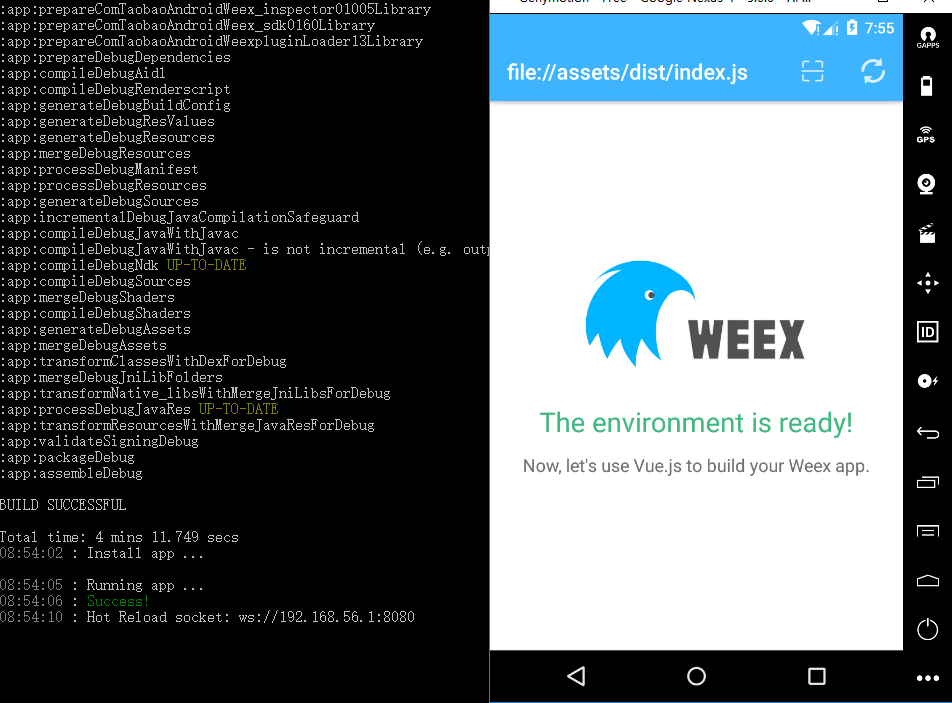 :app:prepareComTaobaoAndroidWeex_inspector01005Library
:app:prepareComTaobaoAndroidWeex_sdk0160Library
:app:prepareComTaobaoAndroidWeexpluginLoader13Library
:app:prepareDebugDependencies
:app:compileDebugAidl
:app:compileDebugRenderscript
:app:generateDebugBuildConfig
:app:generateDebugResValues
:app:generateDebugResources
:app:mergeDebugResources
:app:processDebugManifest
:app:processDebugResources
:app:generateDebugSources
:app:incrementalDebugJavaCompilationSafeguard
:app:compileDebugJavaWithJavac
:app:compileDebugJavaWithJavac - is not incremental (e.g. outp
:app:compileDebugNdk UP-TO-DATE
:app:compileDebugSources
:app:mergeDebugShaders
:app:compileDebugShaders
:app:generateDebugAssets
:app:mergeDebugAssets
:app:transformClassesWithDexForDebug
:app:mergeDebugJniLibFolders
:app:transformNative_libsWithMergeJniLibsForDebug
:app:processDebugJavaRes UP-TO-DATE
:app:transformResourcesWithMergeJavaResForDebug
:app:validateSigningDebug
:app:packageDebug
:app:assembleDebug
BUILD SUCCESSFUL
Total time: 4 mins 11.749 secs
08:54:02 : Install app ...
08:54:05 : Running app ...
08:54:06 : Success!
08:54:10 : Hot Reload socket: ws://192.168.56.1:8080
7:55
file://assets/dist/index.js
WEEX
The environment is ready!
Now, let's use Vue.js to build your Weex app.
GAPPS
GPS
ID